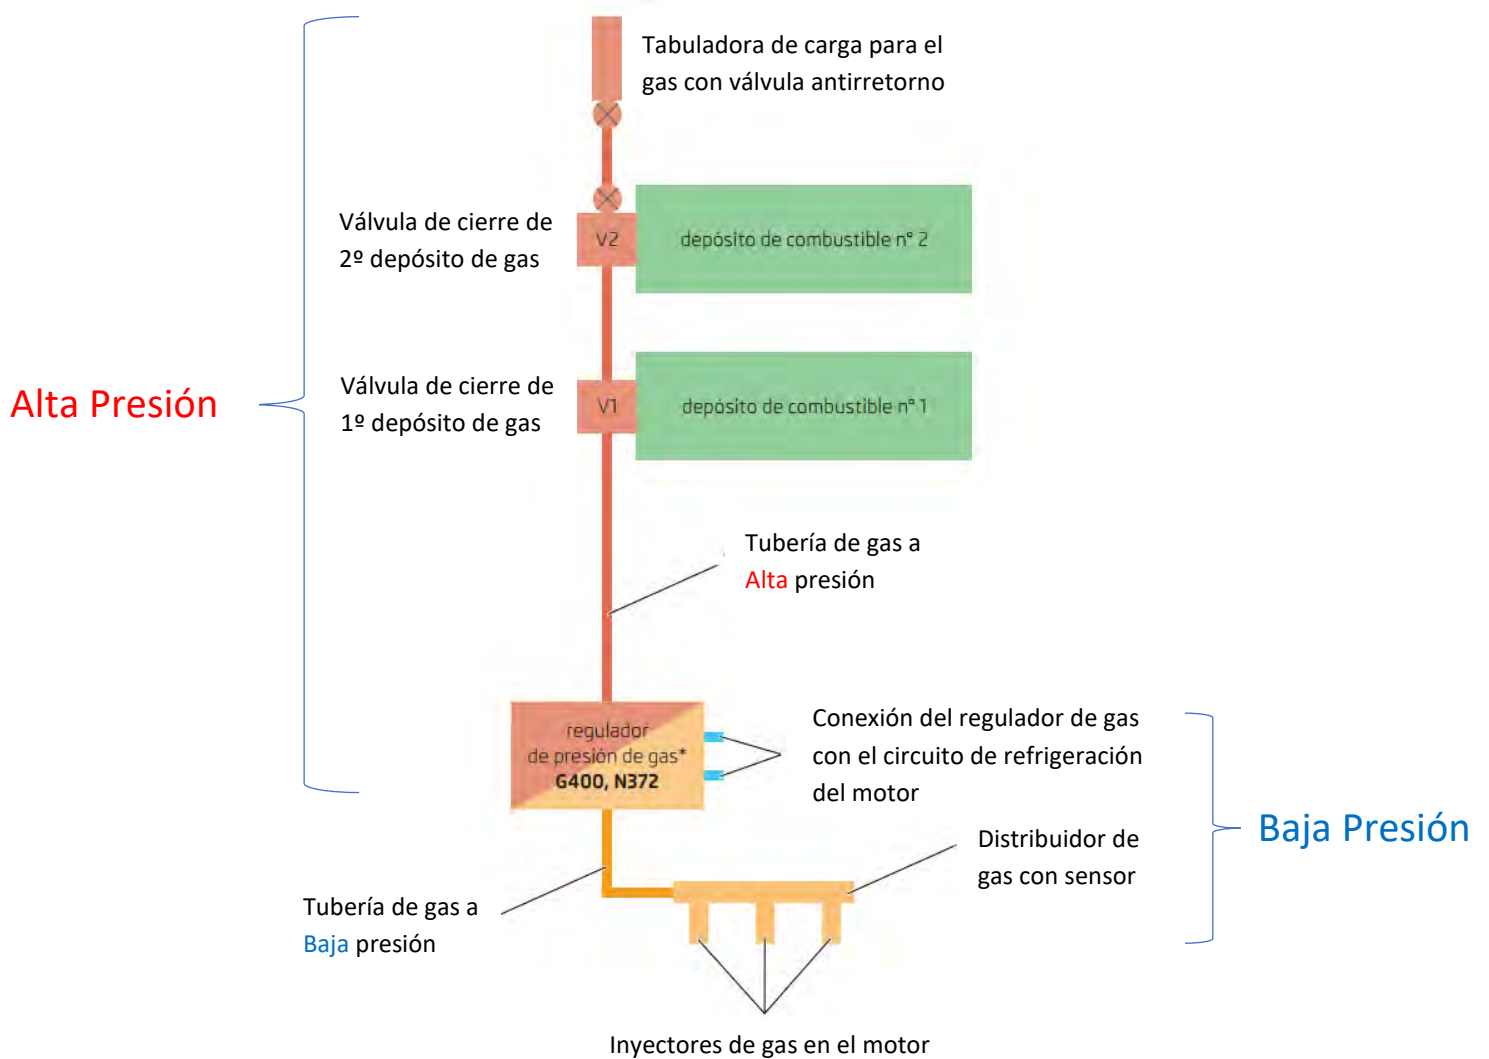 Tabuladora de carga para el
gas con válvula antirretorno
Válvula de cierre de
2º depósito de gas
V2
depósito de combustible n° 2
Alta Presión
Válvula de cierre de
1º depósito de gas
V1
depósito de combustible n° 1
Tubería de gas a
Alta presión
regulador
de presión de gas*
G400, N372
Conexión del regulador de gas
con el circuito de refrigeración
del motor
Baja Presión
Distribuidor de
gas con sensor
Tubería de gas a
Baja presión
Inyectores de gas en el motor